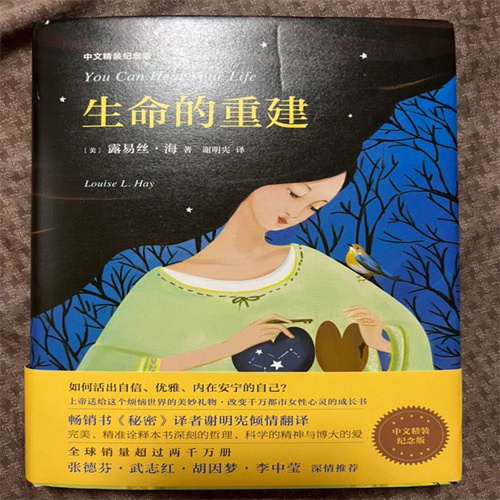 中文精装纪念版
You Can Heal Your Life
生命的重建
〔美〕露易丝·海 著 谢明宪 译
Louise L. Hay
如何活出自信、优雅、内在安宁的自己?
上帝送给这个烦恼世界的美妙礼物·改变千万都市女性心灵的成长书
畅销书《秘密》译者谢明宪倾情翻译
完美、精准诠释本书深刻的哲理、科学的精神与博大的爱
全球销量超过两千万册
张德芬·武志红·胡因梦·李中莹 深情推荐
中文精装
纪念版